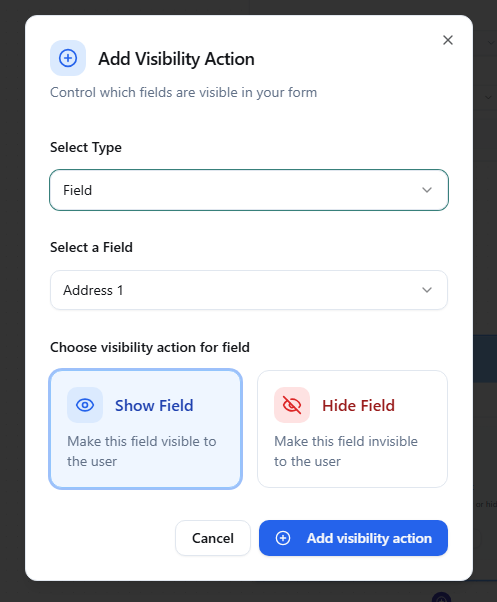 Add Visibility Action
Control which fields are visible in your form
Select Type
Field
Select a Field
Address 1
Choose visibility action for field
Show Field
Make this field visible to
the user
Hide Field
Make this field invisible
to the user
Cancel
Add visibility action
or hid